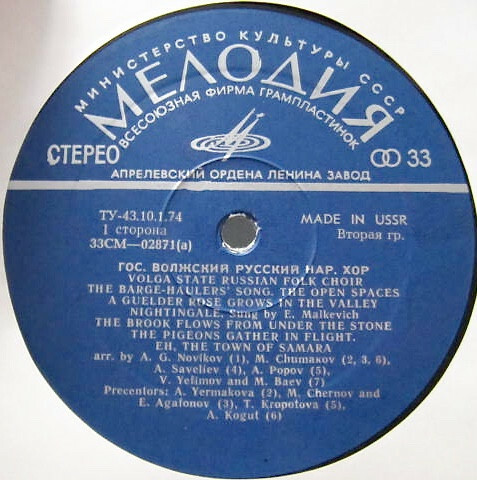 МИНИСТЕРСТВО КУЛЬТУРЫ СССР
МЕЛОДИЯ
ВСЕСОЮЗНАЯ ФИРМА ГРАМПЛАСТИНОК
СТЕРЕО
33
АПРЕЛЕВСКИЙ ОРДЕНА ЛЕНИНА ЗАВОД
ТУ-43.10.1.74
MADE IN USSR
1 сторона
Вторая гр.
33СМ—02871(а)
ГОС. ВОЛЖСКИЙ РУССКИЙ НАР. ХОР
VOLGA STATE RUSSIAN FOLK CHOIR
THE BARGE-HAULERS' SONG. THE OPEN SPACES
A GUELDER ROSE GROWS IN THE VALLEY
NIGHTINGALE. Sung by E. Malkevich
THE BROOK FLOWS FROM UNDER THE STONE
THE PIGEONS GATHER IN FLIGHT.
EH, THE TOWN OF SAMARA
arr. by A. G. Novikov (1), M. Chumakov (2, 3, 6),
A. Saveliev (4), A. Popov (5),
V. Yefimov and M. Baev (7)
Precentors: A. Yermakova (2), M. Chernov and
E. Agafonov (3), T. Kropotova (5),
A. Kogut (6)